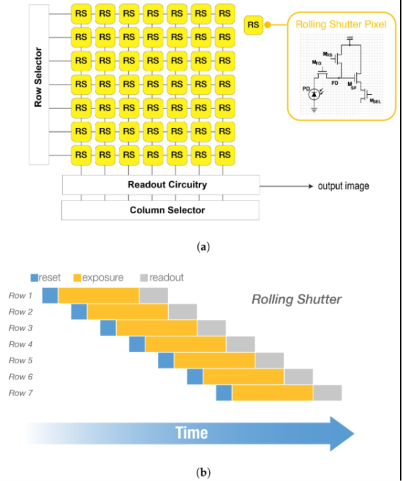 RS RS RS RS RS RS RS
RS RS RS RS RS RS RS
RS RS RS RS RS RS RS
RS RS RS RS RS RS RS
RS RS RS RS RS RS RS
RS RS RS RS RS RS RS
RS RS RS RS RS RS RS
Row Selector
Readout Circuitry
Column Selector
output image
RS
Rolling Shutter Pixel
MRS
MTG
FD
MSF
PD
MSEL
(a)
reset exposure readout
Rolling Shutter
Row 1
Row 2
Row 3
Row 4
Row 5
Row 6
Row 7
Time
(b)